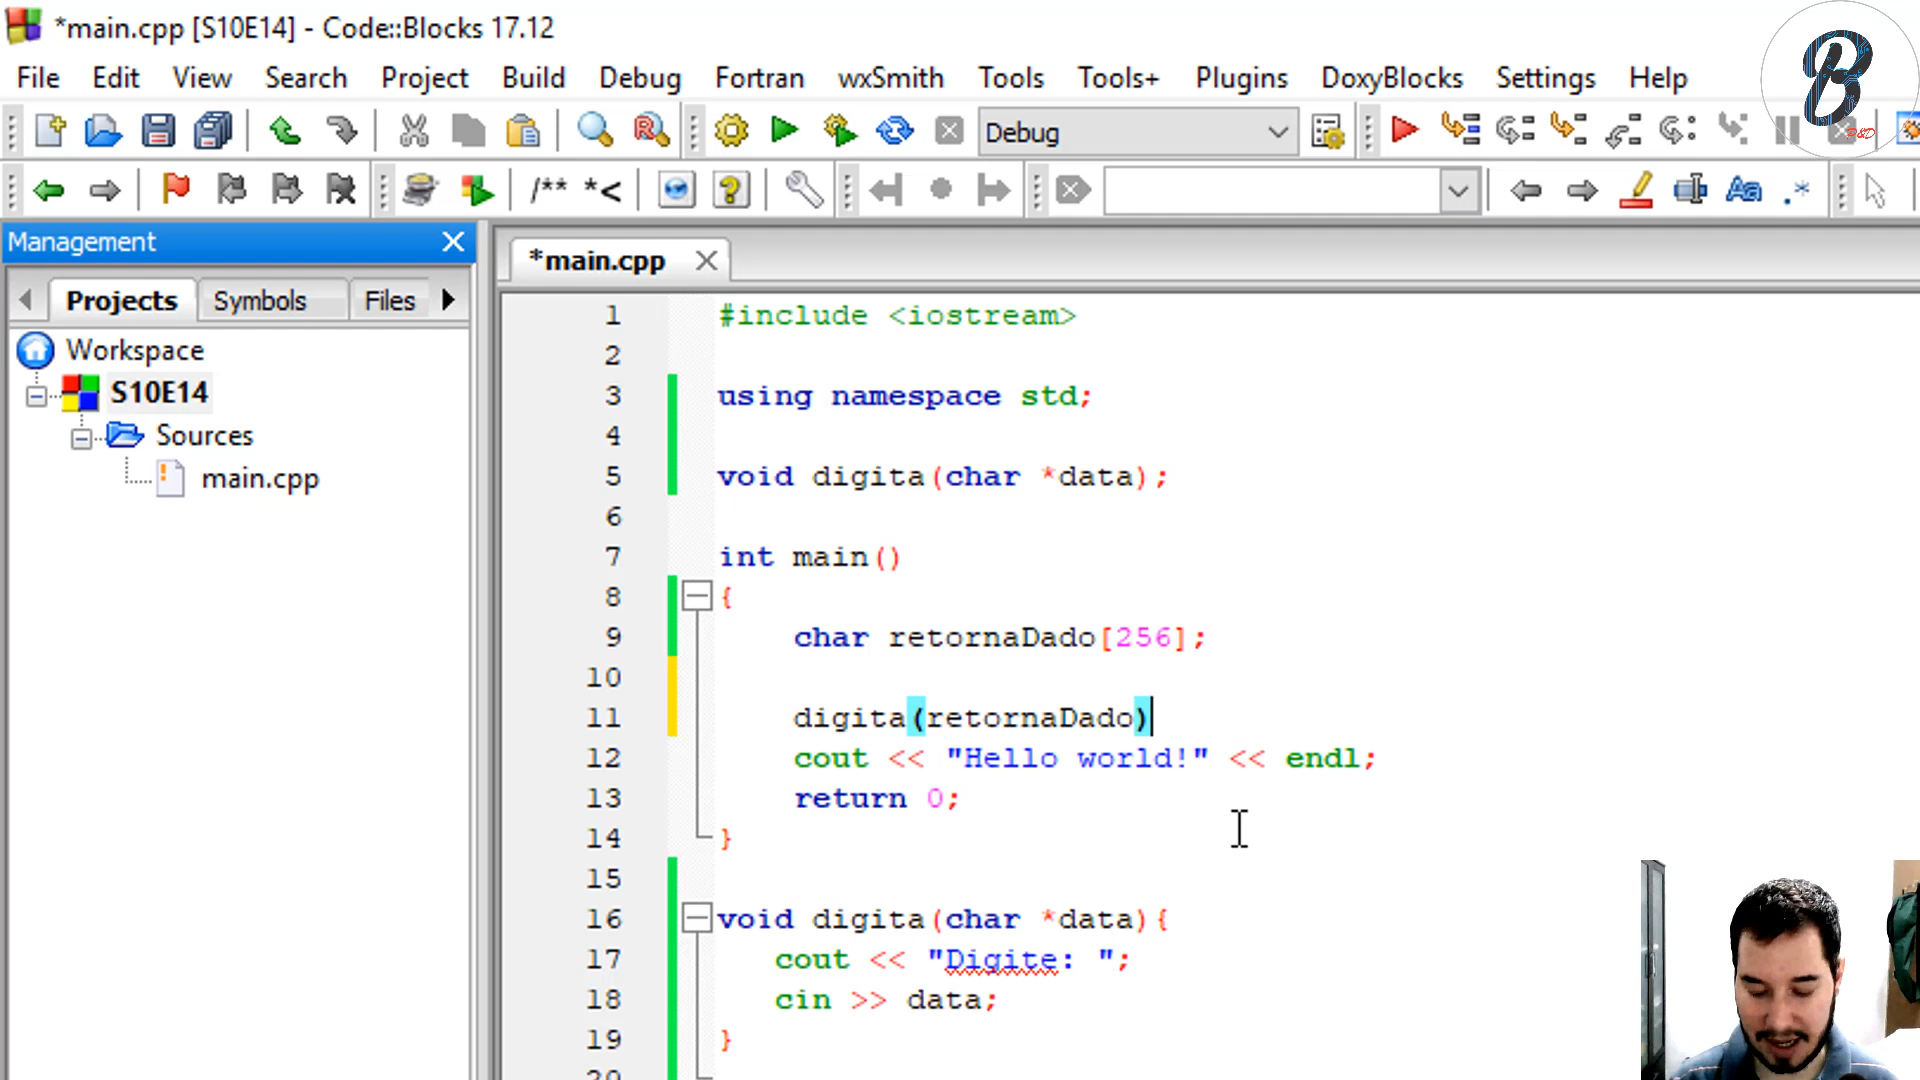 *main.cpp [S10E14] - Code::Blocks 17.12
File Edit View Search Project Build Debug Fortran wxSmith Tools Tools+ Plugins DoxyBlocks Settings Help
Debug
/** *<
Management
*main.cpp
Projects Symbols Files
Workspace
S10E14
Sources
main.cpp
1 #include <iostream>
2
3 using namespace std;
4
5 void digita(char *data);
6
7 int main()
8 {
9 char retornaDado[256];
10
11 digita(retornaDado)
12 cout << "Hello world!" << endl;
13 return 0;
14 }
15
16 void digita(char *data){
17 cout << "Digite: ";
18 cin >> data;
19 }
20
B